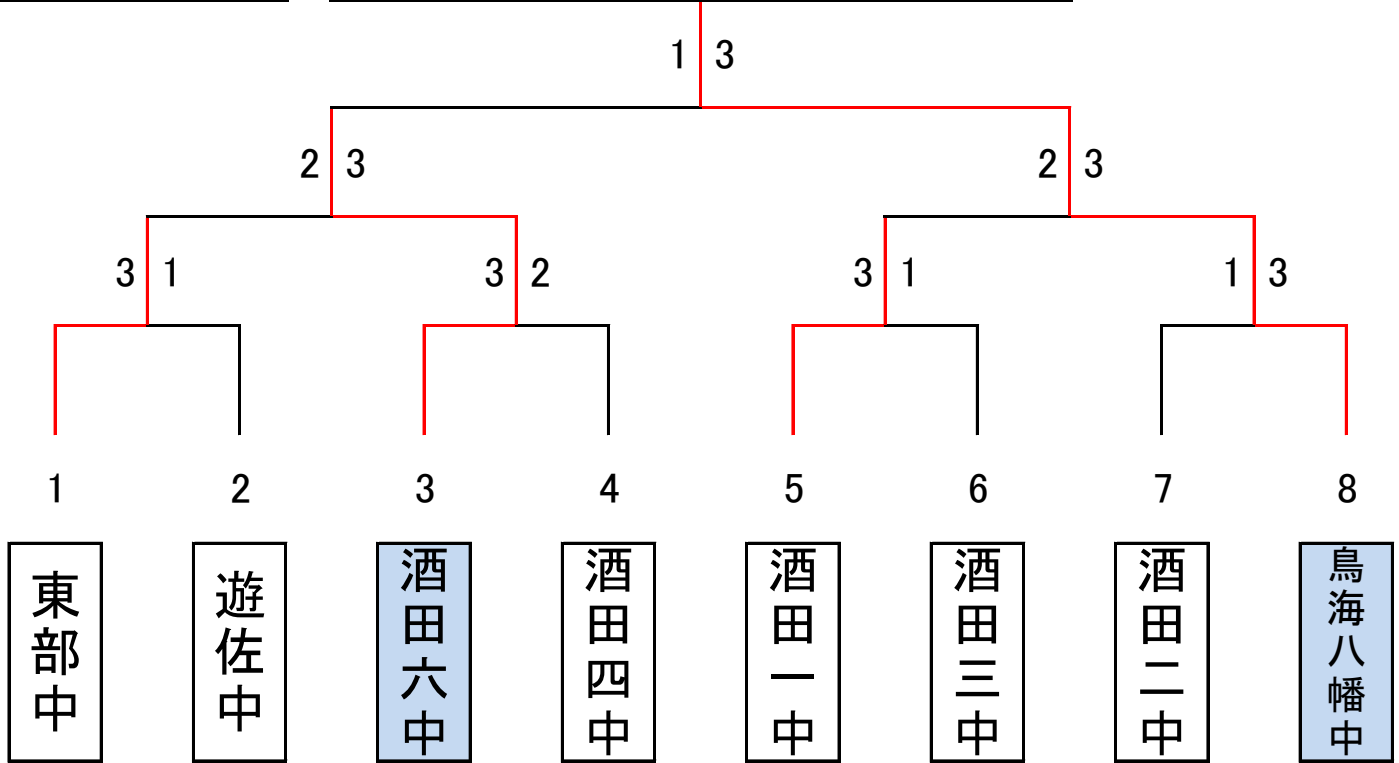 1 3
2 3 2 3
3 1 3 2 3 1 1 3
1 2 3 4 5 6 7 8
東部中
遊佐中
酒田六中
酒田四中
酒田一中
酒田三中
酒田二中
鳥海八幡中